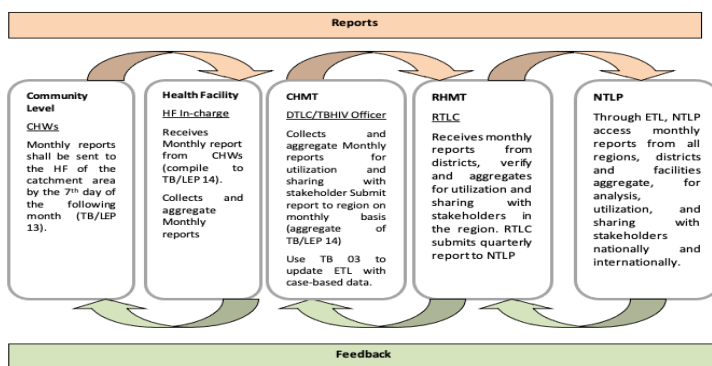 Reports
Community
Level
CHWs
Monthly reports
shall be sent to
the HF of the
catchment area
by the 7th day of
the following
month (TB/LEP
13).
Health Facility
HF In-charge
Receives
Monthly report
from CHWs
(compile to
TB/LEP 14).
Collects and
aggregate
Monthly
reports
CHMT
DTLC/TBHIV Officer
Collects and
aggregate Monthly
reports for
utilization and
sharing with
stakeholder Submit
report to region on
monthly basis
(aggregate of
TB/LEP 14)
Use TB 03 to
update ETL with
case-based data.
RHMT
RTLC
Receives monthly
reports from
districts, verify
and aggregates
for utilization and
sharing with
stakeholders in
the region. RTLC
submits quarterly
report to NTLP
NTLP
Through ETL, NTLP
access monthly
reports from all
regions, districts
and facilities
aggregate, for
analysis,
utilization, and
sharing with
stakeholders
nationally and
internationally.
Feedback